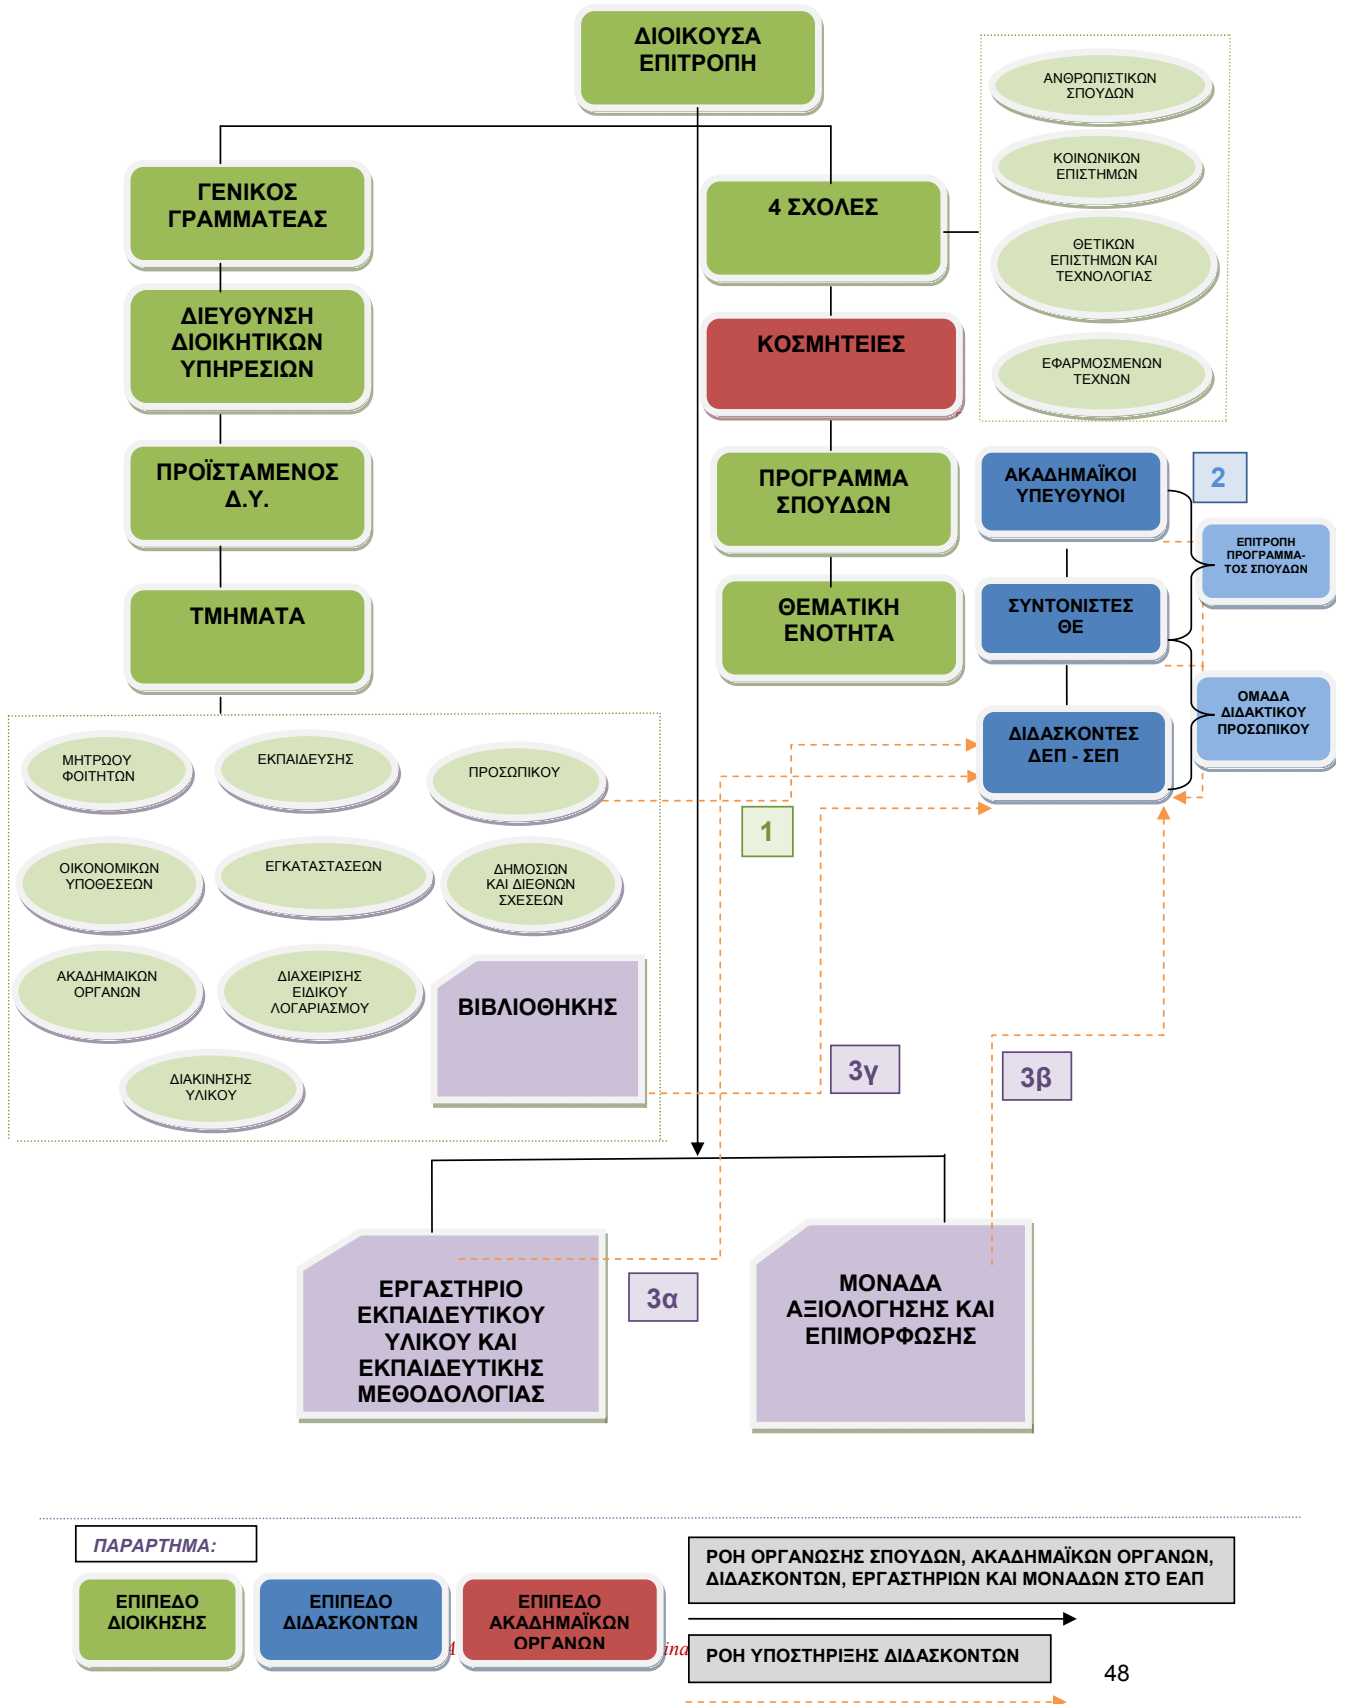 ΔΙΟΙΚΟΥΣΑ
ΕΠΙΤΡΟΠΗ
ΑΝΘΡΩΠΙΣΤΙΚΩΝ
ΣΠΟΥΔΩΝ
ΚΟΙΝΩΝΙΚΩΝ
ΕΠΙΣΤΗΜΩΝ
ΘΕΤΙΚΩΝ
ΕΠΙΣΤΗΜΩΝ ΚΑΙ
ΤΕΧΝΟΛΟΓΙΑΣ
ΕΦΑΡΜΟΣΜΕΝΩΝ
ΤΕΧΝΩΝ
ΓΕΝΙΚΟΣ
ΓΡΑΜΜΑΤΕΑΣ
4 ΣΧΟΛΕΣ
ΔΙΕΥΘΥΝΣΗ
ΔΙΟΙΚΗΤΙΚΩΝ
ΥΠΗΡΕΣΙΩΝ
ΚΟΣΜΗΤΕΙΕΣ
ΠΡΟΪΣΤΑΜΕΝΟΣ
Δ.Υ.
ΠΡΟΓΡΑΜΜΑ
ΣΠΟΥΔΩΝ
ΑΚΑΔΗΜΑΪΚΟΙ
ΥΠΕΥΘΥΝΟΙ
2
ΕΠΙΤΡΟΠΗ
ΠΡΟΓΡΑΜΜΑ-
ΤΟΣ ΣΠΟΥΔΩΝ
ΤΜΗΜΑΤΑ
ΘΕΜΑΤΙΚΗ
ΕΝΟΤΗΤΑ
ΣΥΝΤΟΝΙΣΤΕΣ
ΘΕ
ΟΜΑΔΑ
ΔΙΔΑΚΤΙΚΟΥ
ΠΡΟΣΩΠΙΚΟΥ
ΔΙΔΑΣΚΟΝΤΕΣ
ΔΕΠ - ΣΕΠ
ΜΗΤΡΩΟΥ
ΦΟΙΤΗΤΩΝ
ΕΚΠΑΙΔΕΥΣΗΣ
ΠΡΟΣΩΠΙΚΟΥ
1
ΟΙΚΟΝΟΜΙΚΩΝ
ΥΠΟΘΕΣΕΩΝ
ΕΓΚΑΤΑΣΤΑΣΕΩΝ
ΔΗΜΟΣΙΩΝ
ΚΑΙ ΔΙΕΘΝΩΝ
ΣΧΕΣΕΩΝ
ΑΚΑΔΗΜΑΙΚΩΝ
ΟΡΓΑΝΩΝ
ΔΙΑΧΕΙΡΙΣΗΣ
ΕΙΔΙΚΟΥ
ΛΟΓΑΡΙΑΣΜΟΥ
ΒΙΒΛΙΟΘΗΚΗΣ
ΔΙΑΚΙΝΗΣΗΣ
ΥΛΙΚΟΥ
3γ
3β
3α
ΕΡΓΑΣΤΗΡΙΟ
ΕΚΠΑΙΔΕΥΤΙΚΟΥ
ΥΛΙΚΟΥ ΚΑΙ
ΕΚΠΑΙΔΕΥΤΙΚΗΣ
ΜΕΘΟΔΟΛΟΓΙΑΣ
ΜΟΝΑΔΑ
ΑΞΙΟΛΟΓΗΣΗΣ ΚΑΙ
ΕΠΙΜΟΡΦΩΣΗΣ
ΠΑΡΑΡΤΗΜΑ:
ΕΠΙΠΕΔΟ
ΔΙΟΙΚΗΣΗΣ
ΕΠΙΠΕΔΟ
ΔΙΔΑΣΚΟΝΤΩΝ
ΕΠΙΠΕΔΟ
ΑΚΑΔΗΜΑΪΚΩΝ
ΟΡΓΑΝΩΝ
ΡΟΗ ΟΡΓΑΝΩΣΗΣ ΣΠΟΥΔΩΝ, ΑΚΑΔΗΜΑΪΚΩΝ ΟΡΓΑΝΩΝ,
ΔΙΔΑΣΚΟΝΤΩΝ, ΕΡΓΑΣΤΗΡΙΩΝ ΚΑΙ ΜΟΝΑΔΩΝ ΣΤΟ ΕΑΠ
ΡΟΗ ΥΠΟΣΤΗΡΙΞΗΣ ΔΙΔΑΣΚΟΝΤΩΝ
48